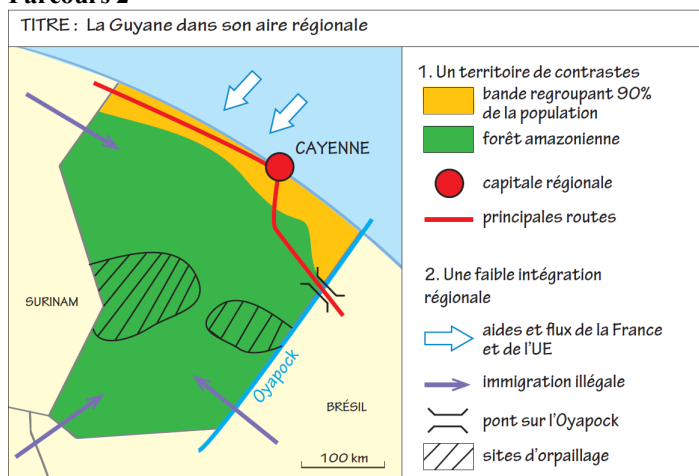 Parcours 2
TITRE : La Guyane dans son aire régionale
CAYENNE
SURINAM
Oyapock
BRÉSIL
100 km
1. Un territoire de contrastes
bande regroupant 90%
de la population
forêt amazonienne
capitale régionale
principales routes
2. Une faible intégration
régionale
aides et flux de la France
et de l'UE
immigration illégale
pont sur l'Oyapock
sites d'orpaillage